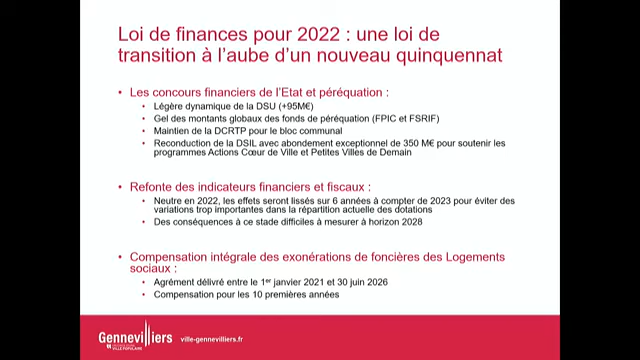 Loi de finances pour 2022 : une loi de
transition à l'aube d'un nouveau quinquennat
• Les concours financiers de l'Etat et péréquation :
• Légère dynamique de la DSU (+95M€)
• Gel des montants globaux des fonds de péréquation (FPIC et FSRIF)
• Maintien de la DCRTP pour le bloc communal
• Reconduction de la DSIL avec abondement exceptionnel de 350 M€ pour soutenir les
programmes Actions Cœur de Ville et Petites Villes de Demain
• Refonte des indicateurs financiers et fiscaux :
• Neutre en 2022, les effets seront lissés sur 6 années à compter de 2023 pour éviter des
variations trop importantes dans la répartition actuelle des dotations
• Des conséquences à ce stade difficiles à mesurer à horizon 2028
• Compensation intégrale des exonérations de foncières des Logements
sociaux :
• Agrément délivré entre le 1er janvier 2021 et 30 juin 2026
• Compensation pour les 10 premières années
Gennevilliers
VILLE POPULAIRE
ville-gennevilliers.fr